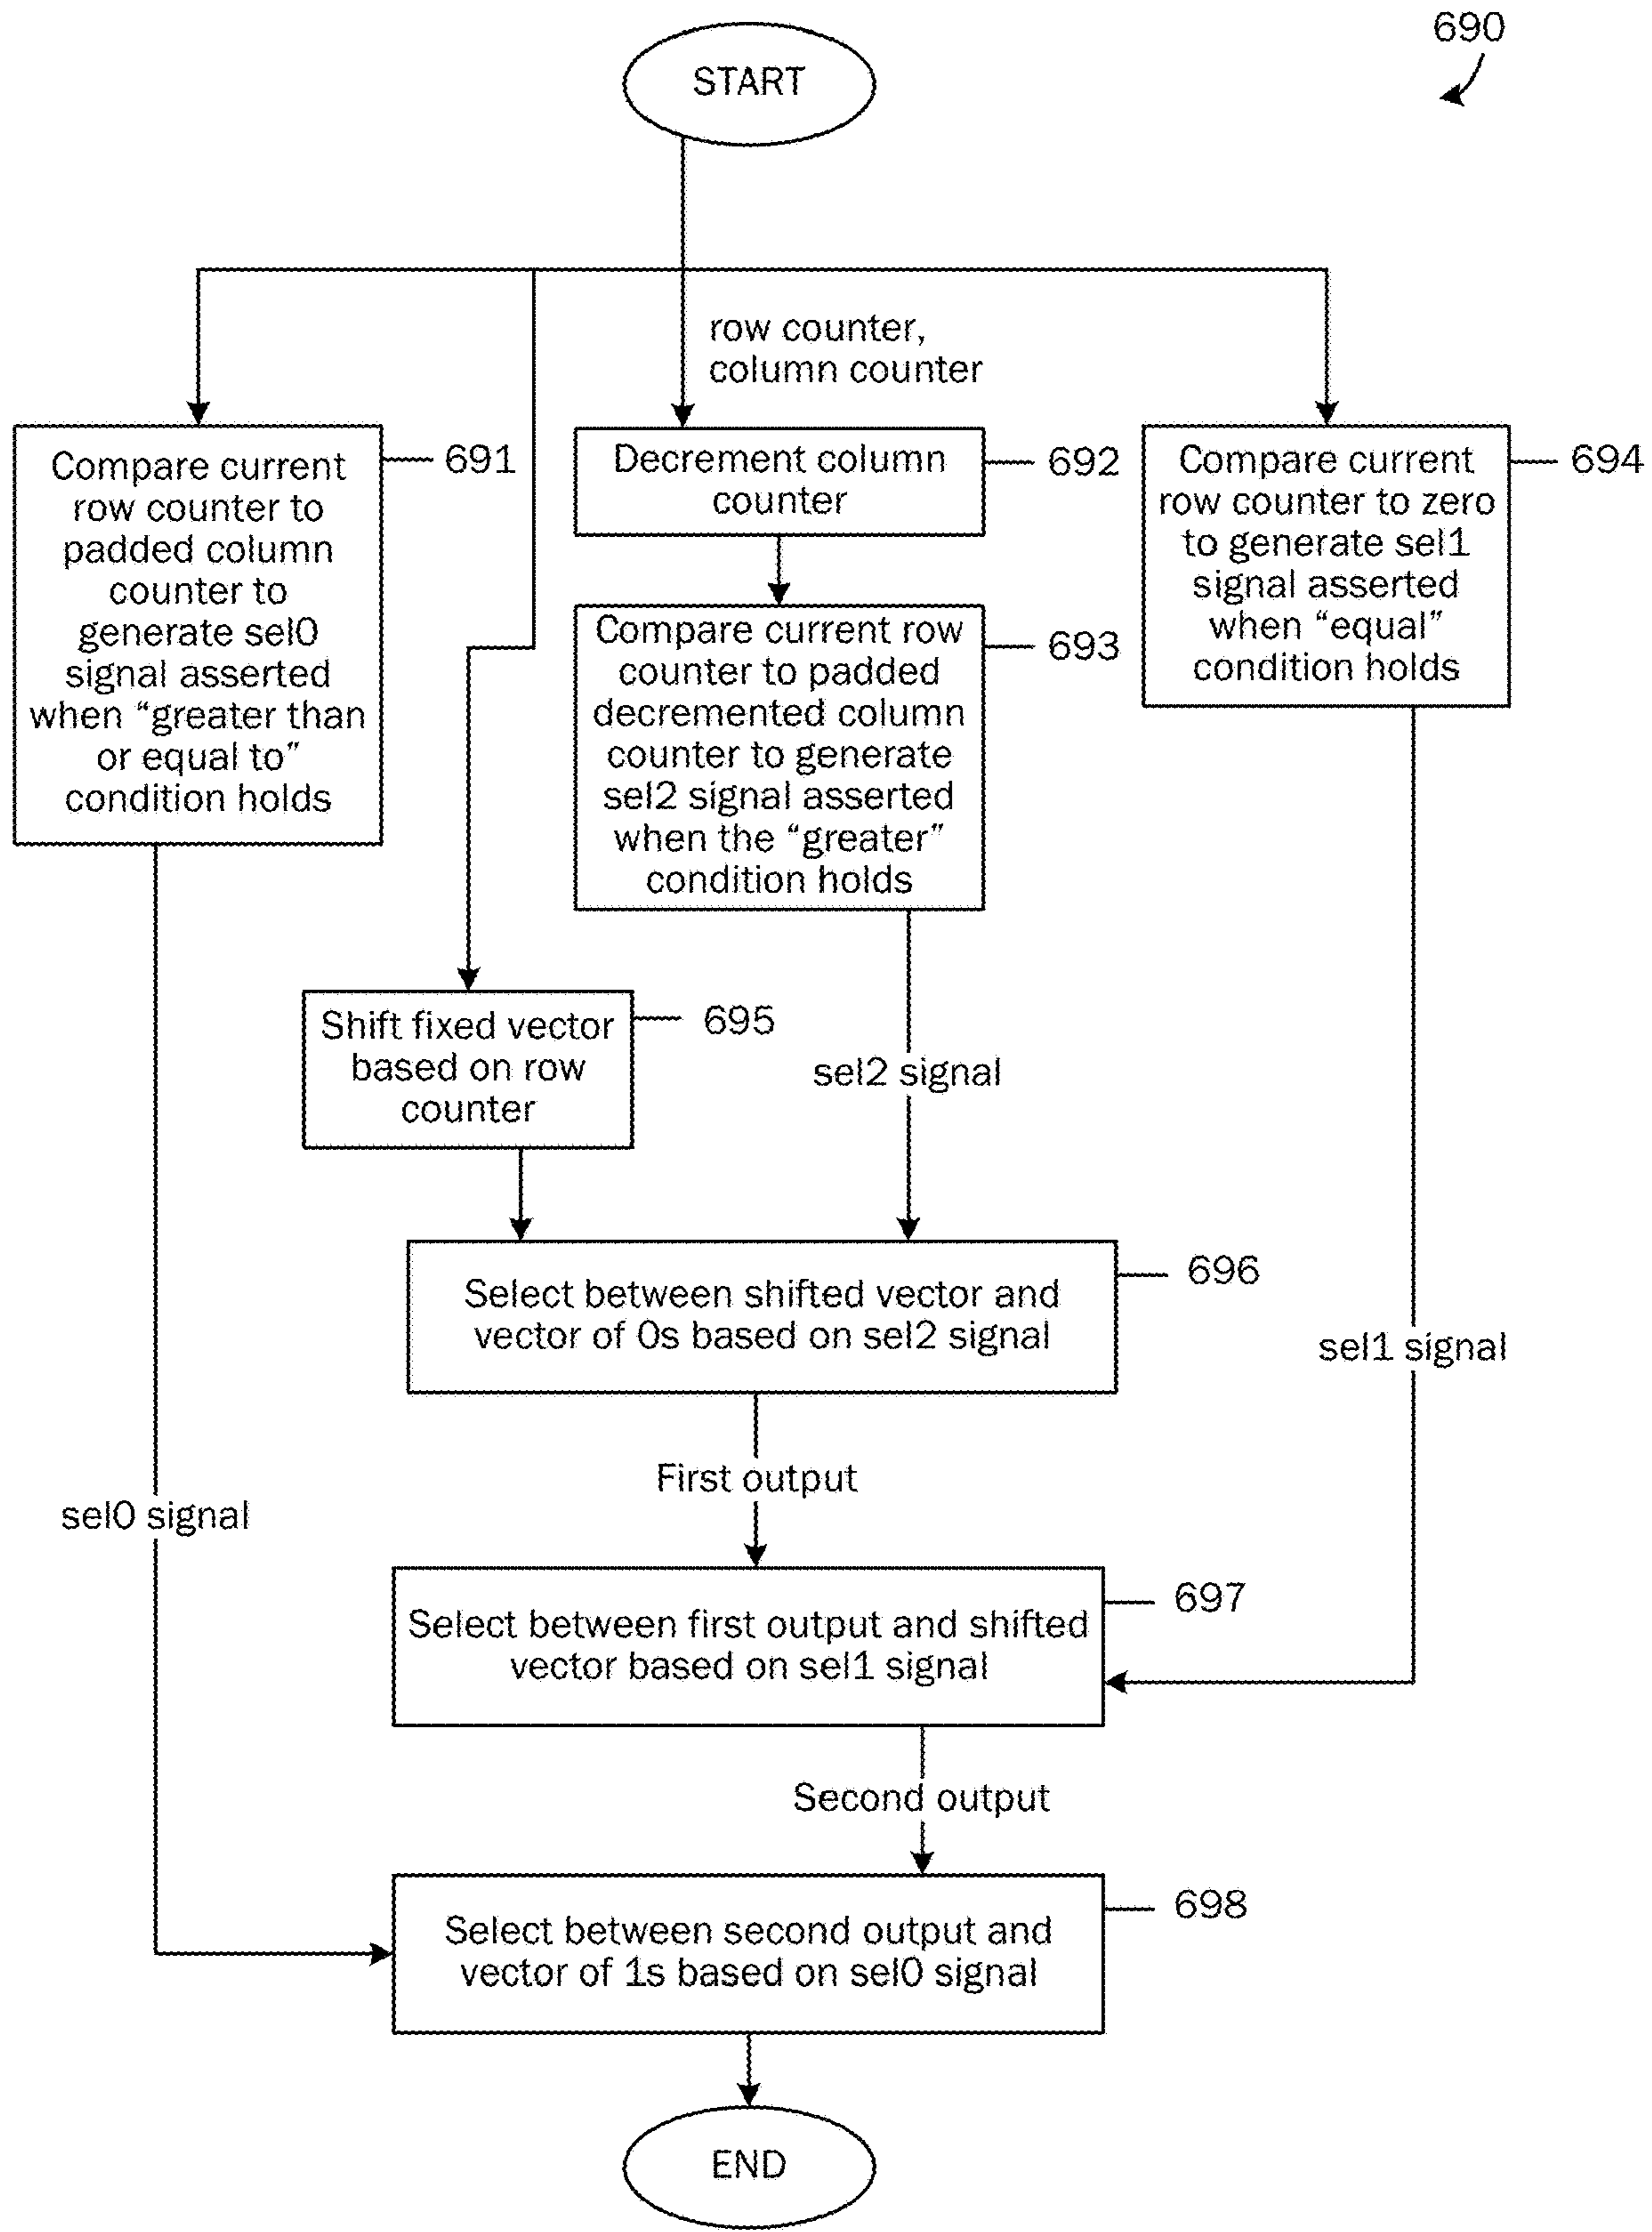 690
START
row counter,
column counter
Compare current
row counter to
padded column
counter to
generate sel0
signal asserted
when “greater than
or equal to”
condition holds
691
Decrement column
counter
692
Compare current row
counter to padded
decremented column
counter to generate
sel2 signal asserted
when the “greater”
condition holds
693
Compare current
row counter to zero
to generate sel1
signal asserted
when “equal”
condition holds
694
Shift fixed vector
based on row
counter
695
sel2 signal
Select between shifted vector and
vector of 0s based on sel2 signal
696
sel1 signal
First output
sel0 signal
Select between first output and shifted
vector based on sel1 signal
697
Second output
Select between second output and
vector of 1s based on sel0 signal
698
END